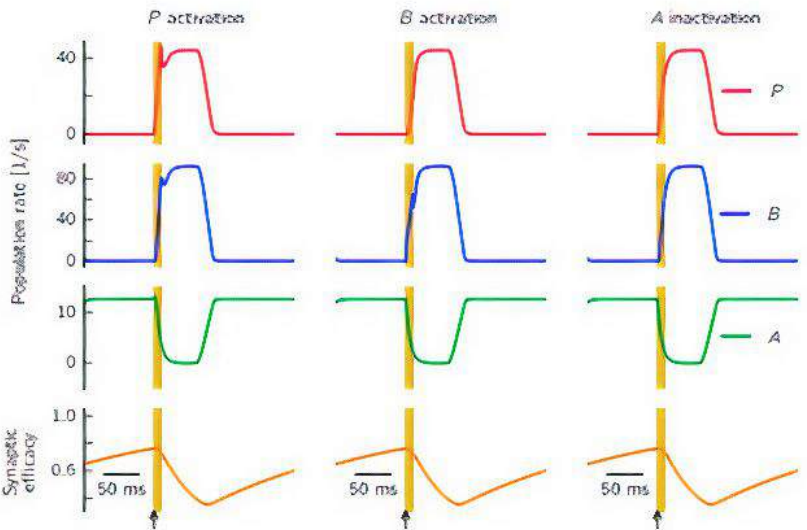 P activation
B activation
A inactivation
40
0
P
Population rate [1/s]
80
40
0
B
10
0
A
Synaptic
efficacy
1.0
0.6
50 ms
50 ms
50 ms